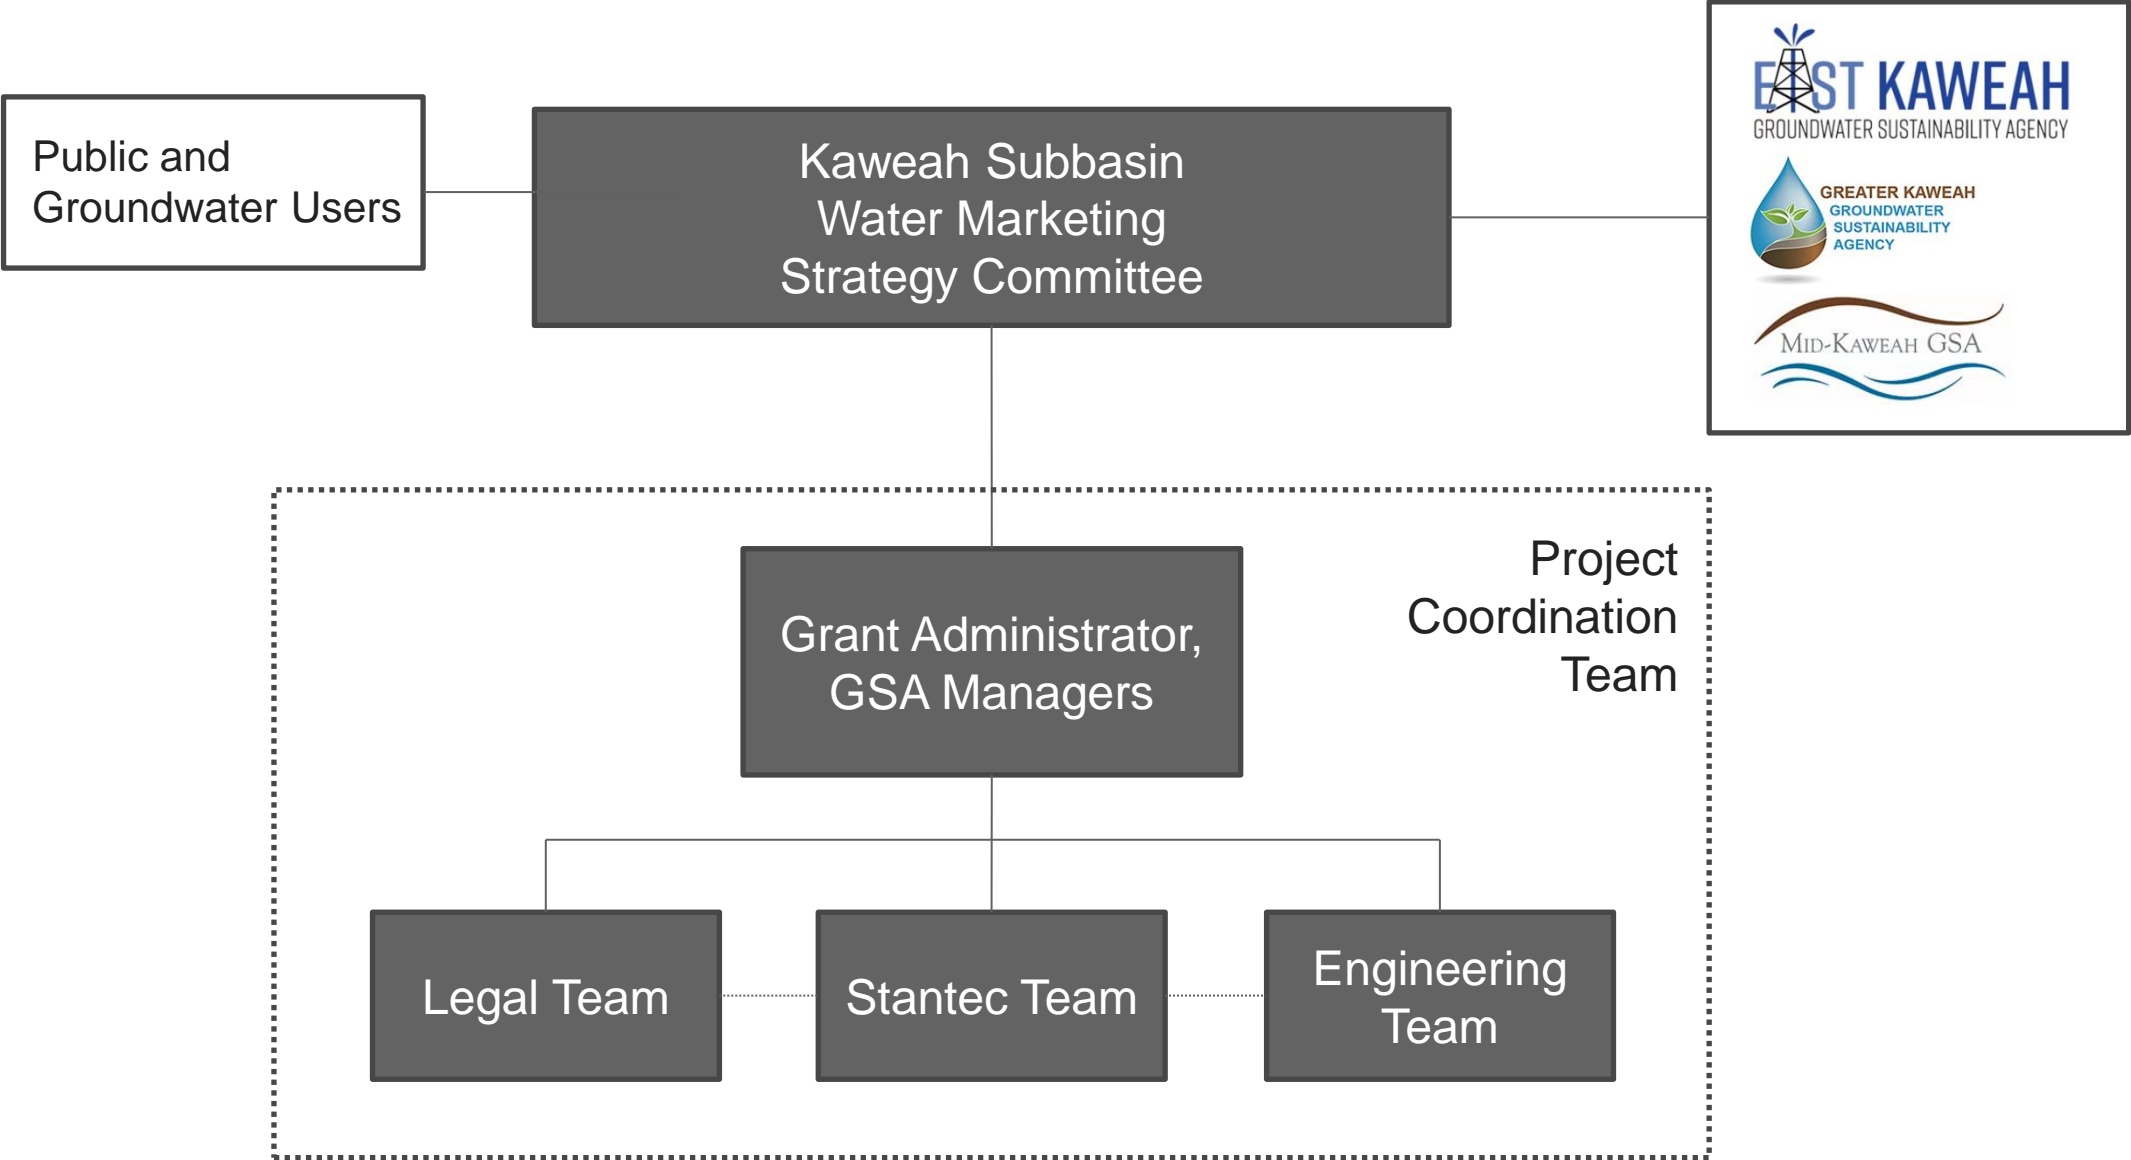 Public and
Groundwater Users
Kaweah Subbasin
Water Marketing
Strategy Committee
EAST KAWEAH
GROUNDWATER SUSTAINABILITY AGENCY
GREATER KAWEAH
GROUNDWATER
SUSTAINABILITY
AGENCY
MID-KAWEAH GSA
Project
Coordination
Team
Grant Administrator,
GSA Managers
Legal Team
Stantec Team
Engineering
Team